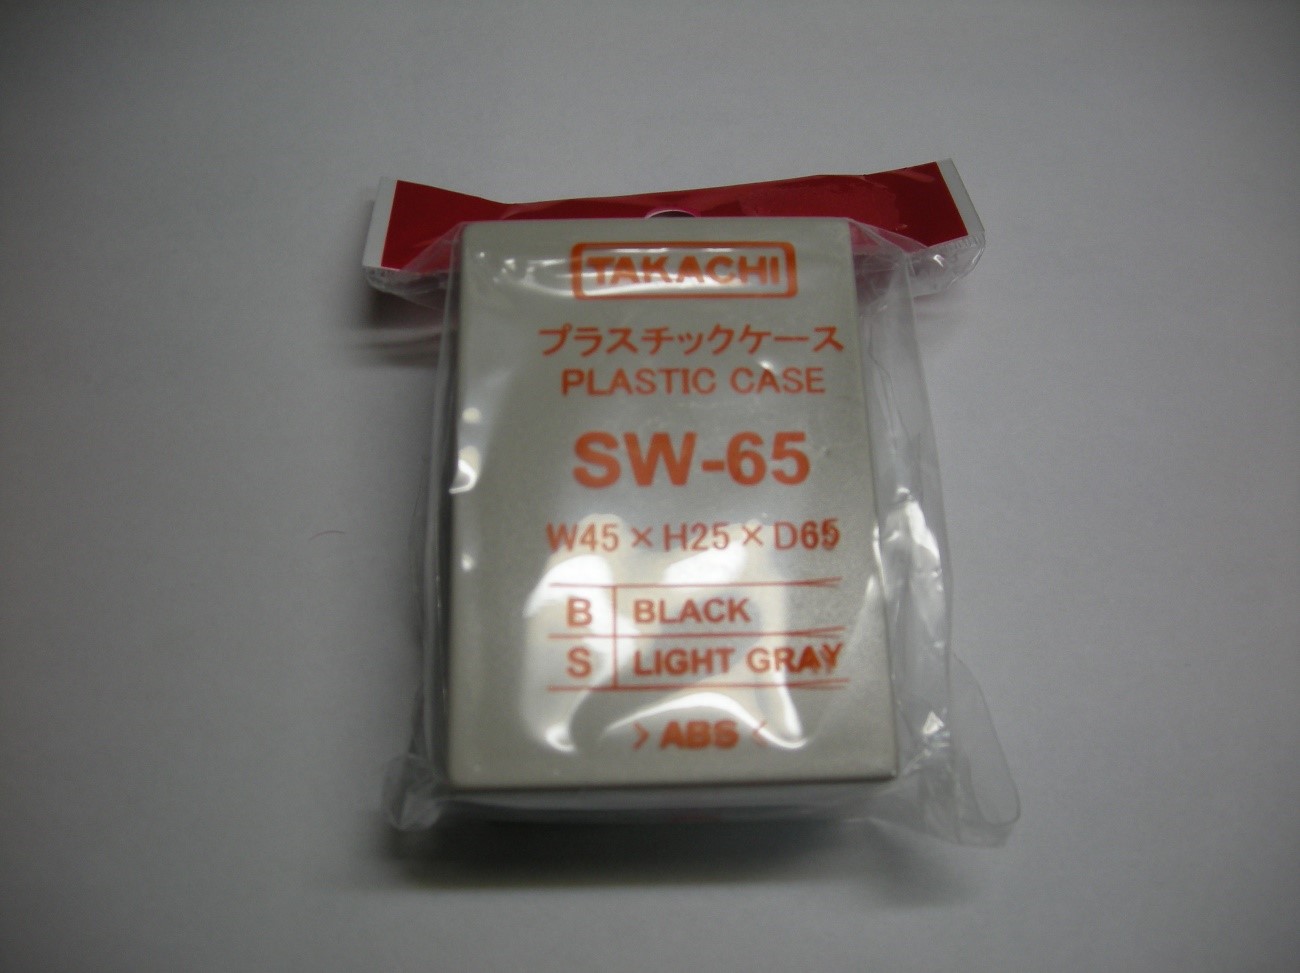 TAKACHI
プラスチックケース
PLASTIC CASE
SW-65
W45×H25×D65
B BLACK
S LIGHT GRAY
>ABS<